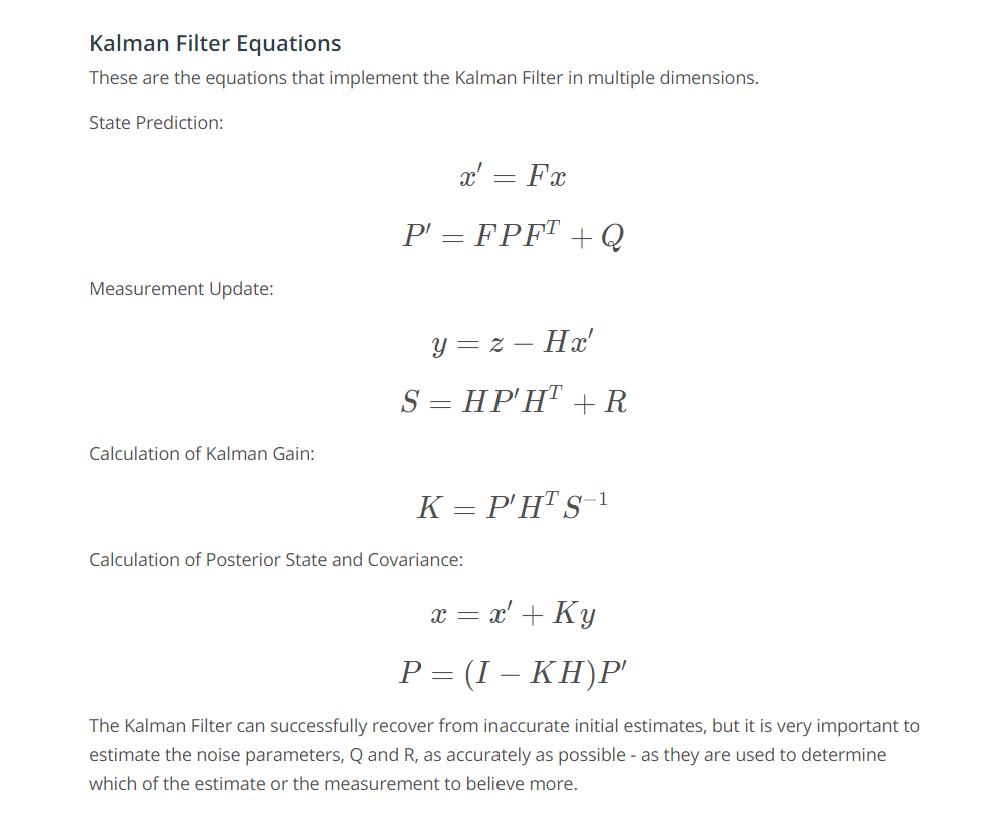 Kalman Filter Equations
These are the equations that implement the Kalman Filter in multiple dimensions.
State Prediction:
x′ = Fx
P′ = FPFᵀ + Q
Measurement Update:
y = z − Hx′
S = HP′Hᵀ + R
Calculation of Kalman Gain:
K = P′HᵀS⁻¹
Calculation of Posterior State and Covariance:
x = x′ + Ky
P = (I − KH)P′
The Kalman Filter can successfully recover from inaccurate initial estimates, but it is very important to
estimate the noise parameters, Q and R, as accurately as possible - as they are used to determine
which of the estimate or the measurement to believe more.